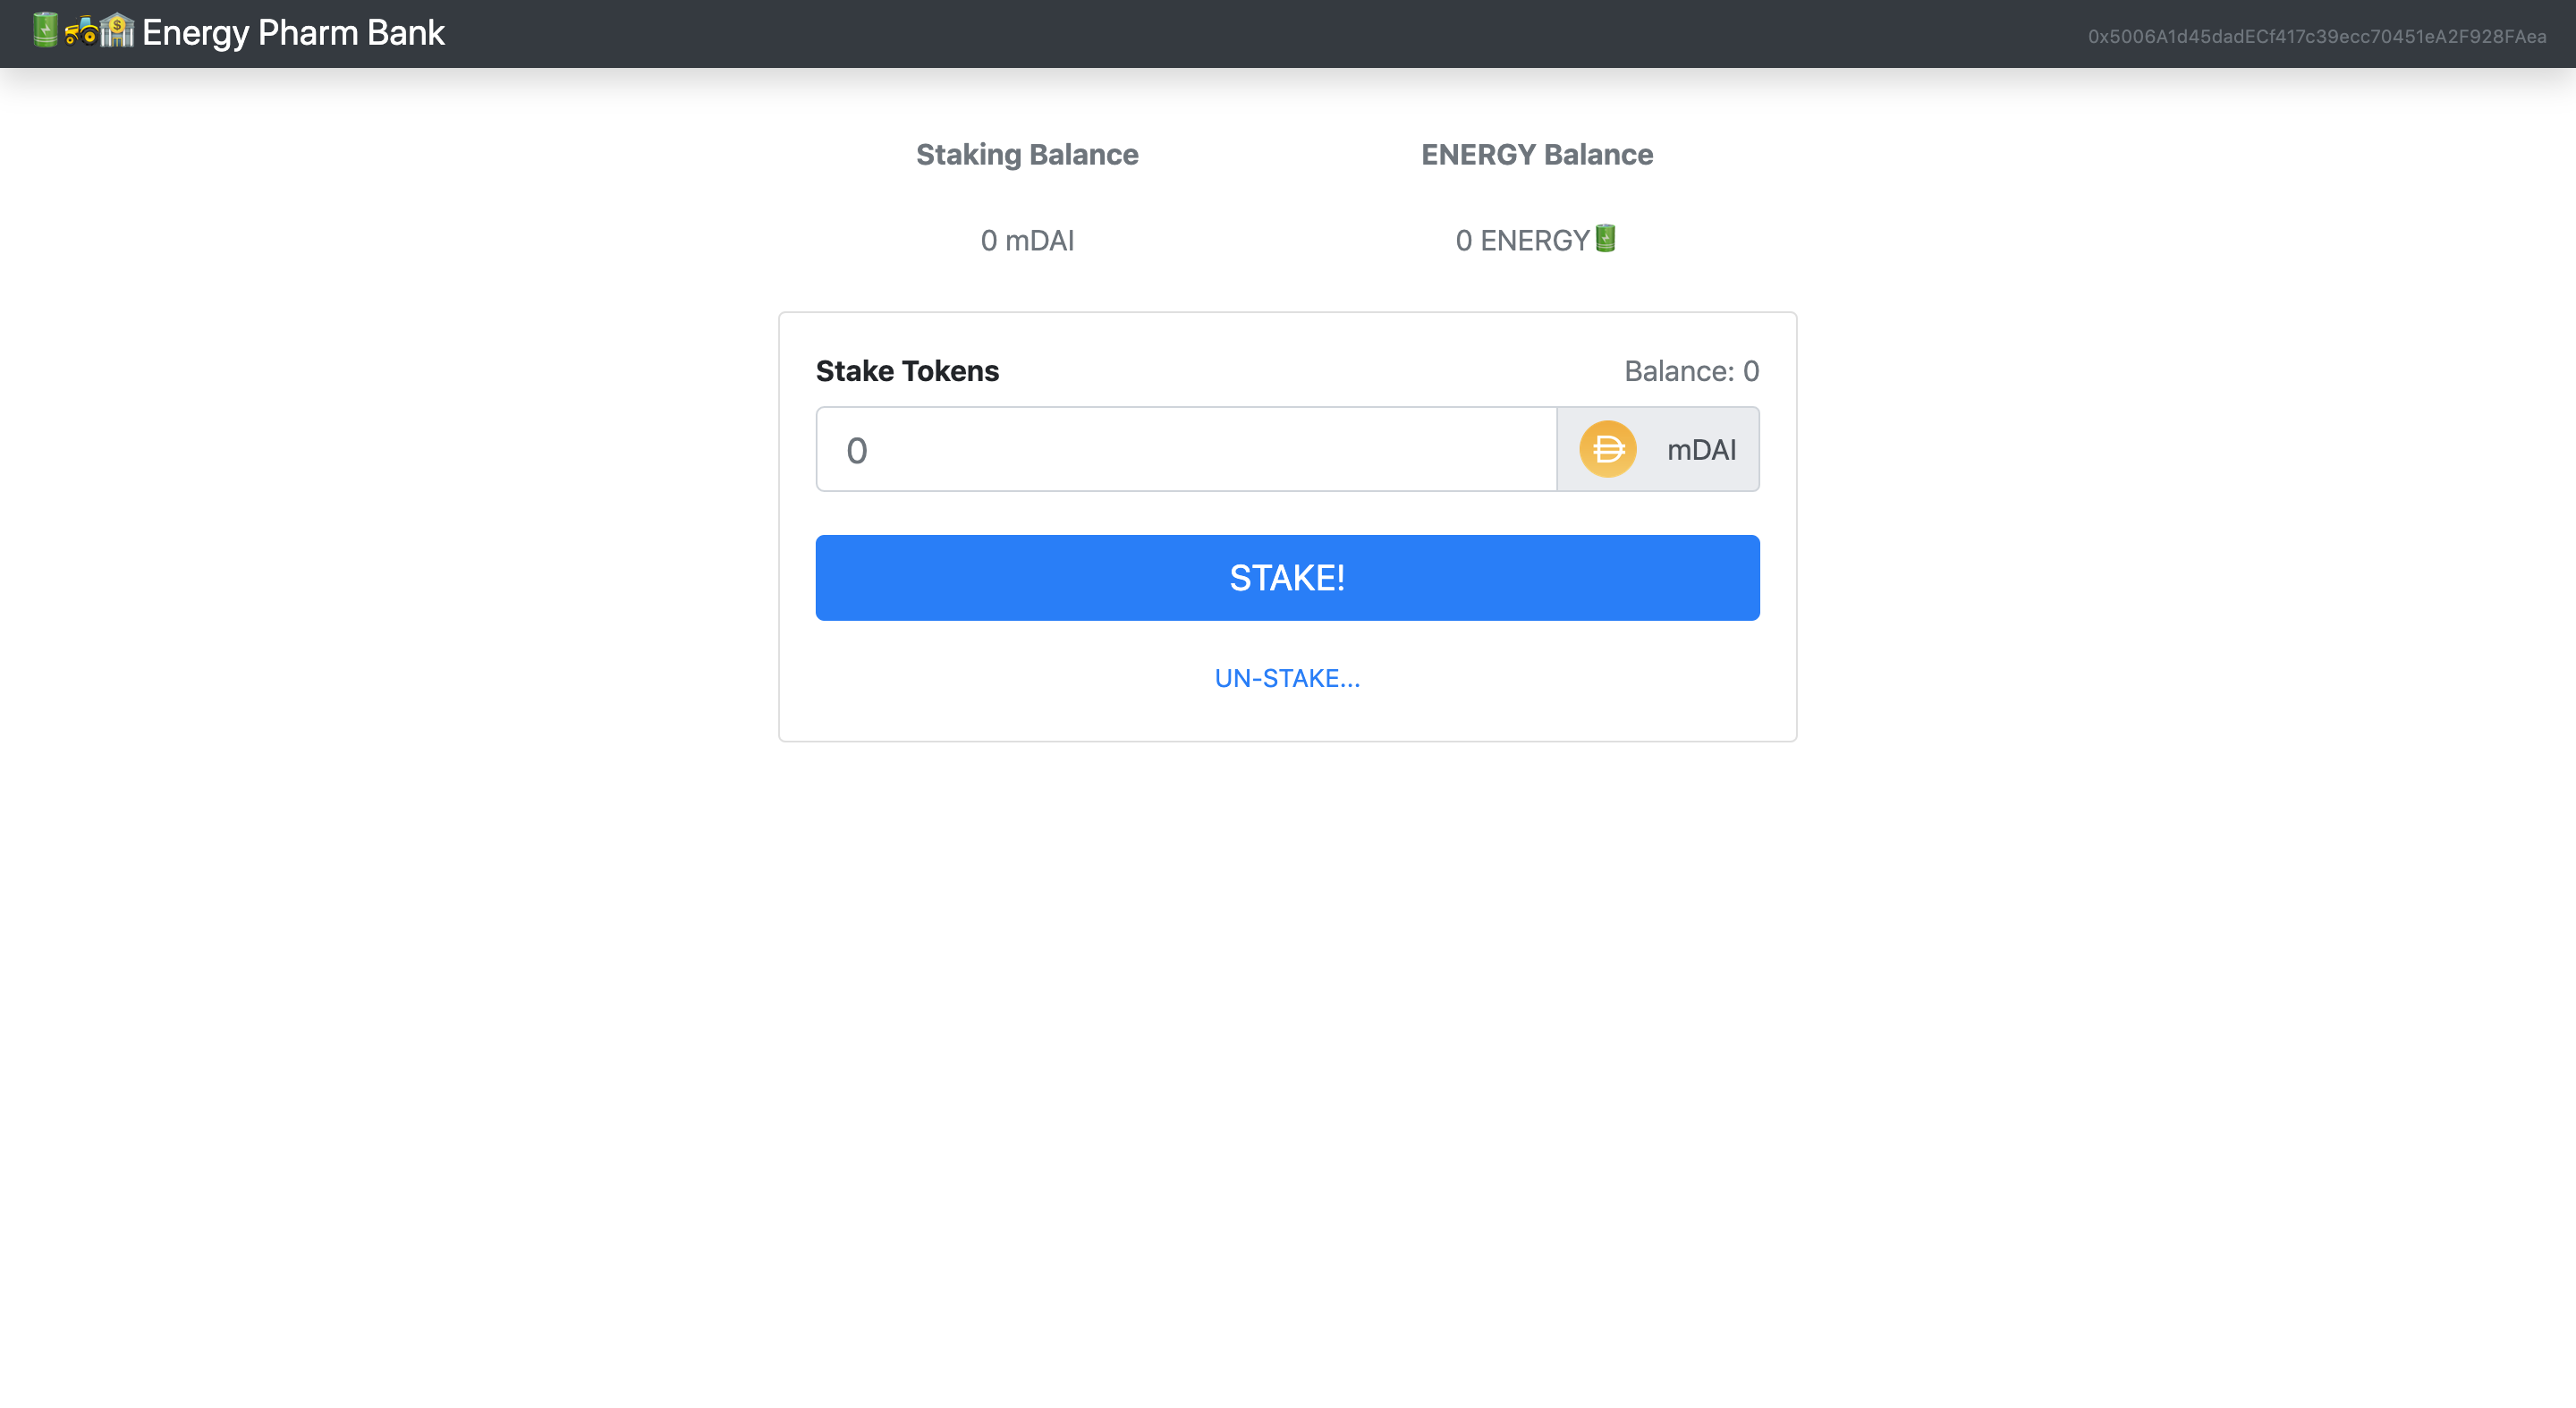 Energy Pharm Bank
0x5006A1d45dadECf417c39ecc70451eA2F928FAea
Staking Balance ENERGY Balance
0 mDAI 0 ENERGY🔋
Stake Tokens Balance: 0
0 mDAI
STAKE!
UN-STAKE...